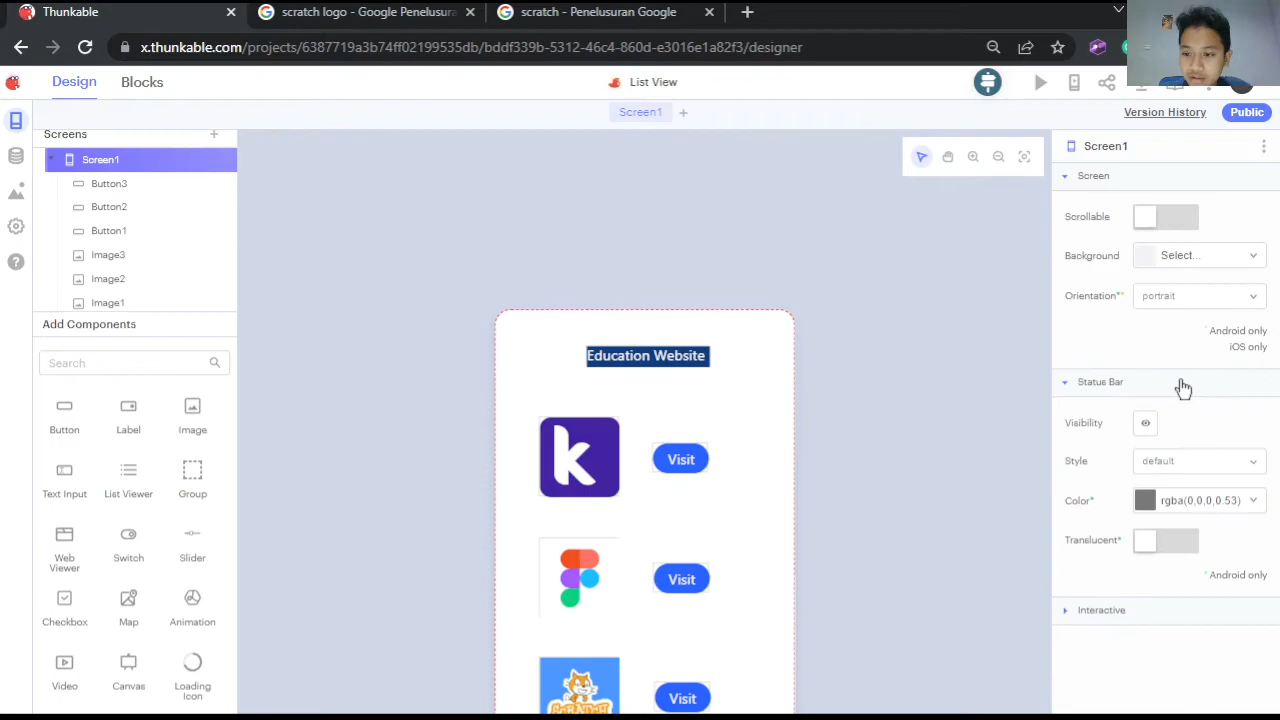 Thunkable
scratch logo - Google Penelusura
scratch - Penelusuran Google
x.thunkable.com/projects/6387719a3b74ff02199535db/bddf339b-5312-46c4-860d-e3016e1a82f3/designer
Design
Blocks
List View
Screen1
Version History
Public
Screens
Screen1
Button3
Button2
Button1
Image3
Image2
Image1
Add Components
Search
Button
Label
Image
Text Input
List Viewer
Group
Web
Viewer
Switch
Slider
Checkbox
Map
Animation
Video
Canvas
Loading
Icon
Education Website
k
Visit
Visit
SCRATCH
Visit
Screen1
Screen
Scrollable
Background
Select...
Orientation**
portrait
* Android only
iOS only
Status Bar
Visibility
Style
default
Color*
rgba(0,0,0,0.53)
Translucent*
* Android only
Interactive